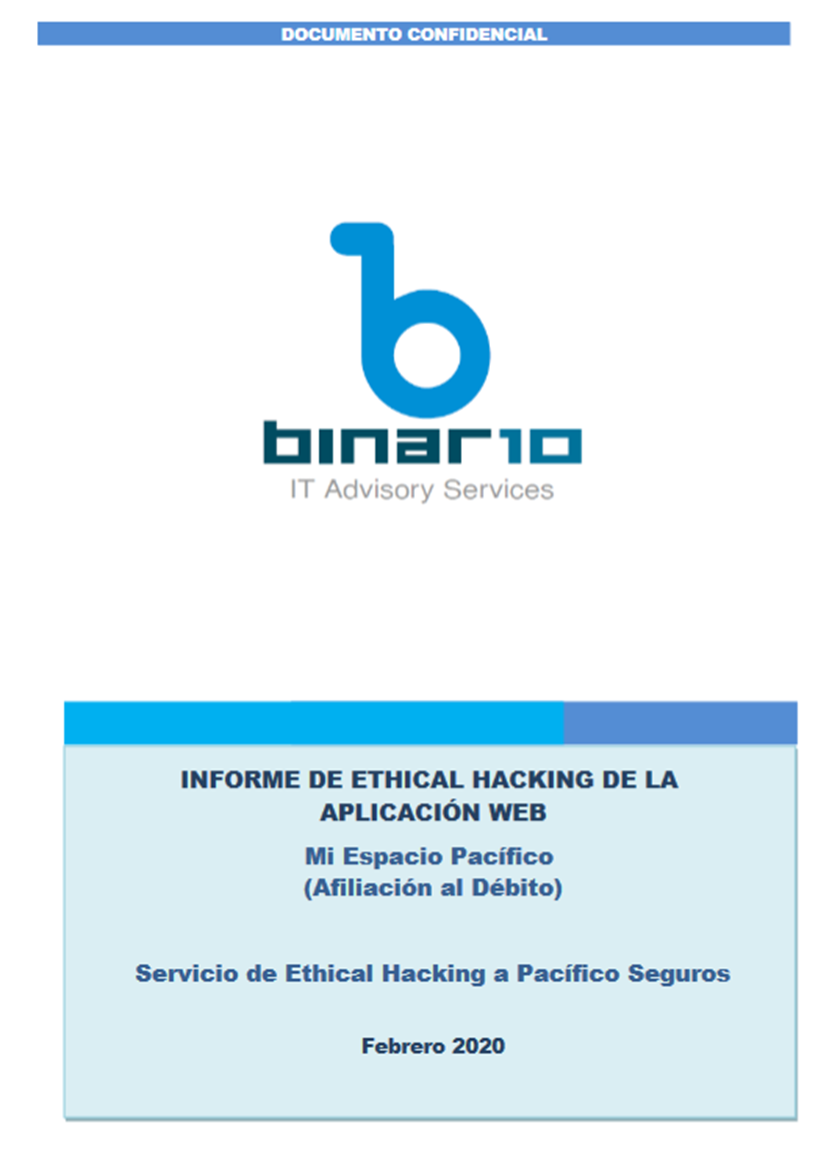 DOCUMENTO CONFIDENCIAL
binar10
IT Advisory Services
INFORME DE ETHICAL HACKING DE LA
APLICACIÓN WEB
Mi Espacio Pacífico
(Afiliación al Débito)
Servicio de Ethical Hacking a Pacífico Seguros
Febrero 2020